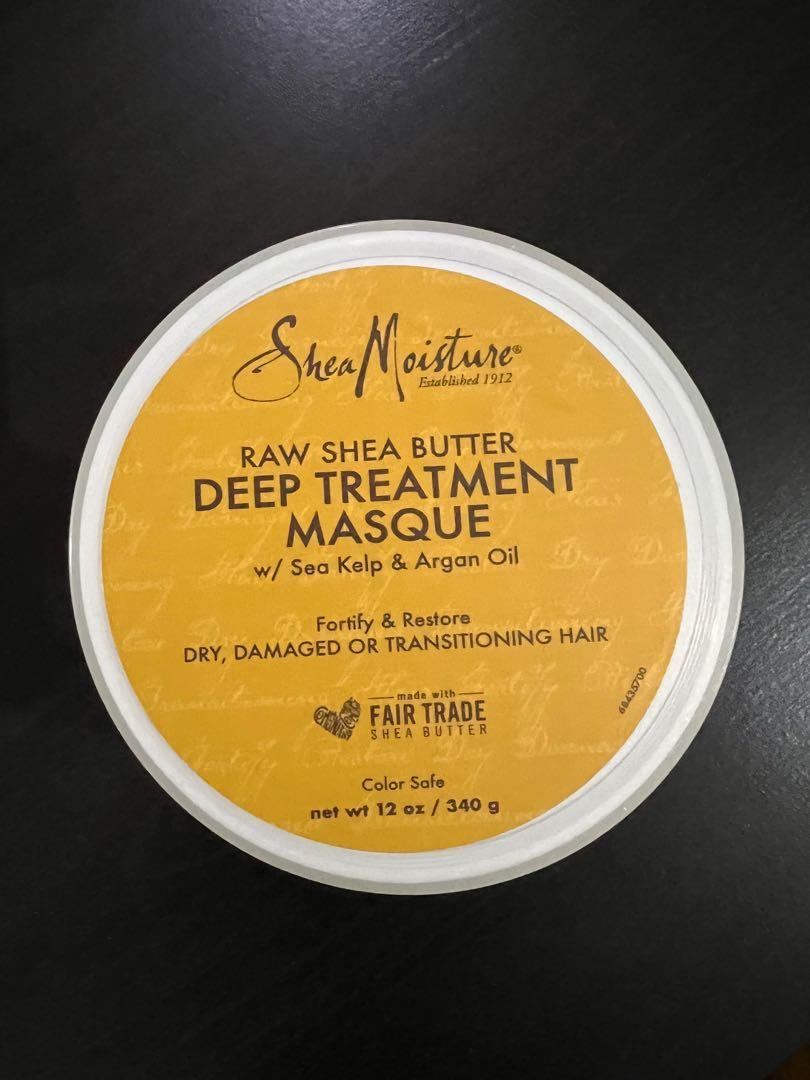 SheaMoisture®
Established 1912
RAW SHEA BUTTER
DEEP TREATMENT
MASQUE
w/ Sea Kelp & Argan Oil
Fortify & Restore
DRY, DAMAGED OR TRANSITIONING HAIR
made with
FAIR TRADE
SHEA BUTTER
68435700
Color Safe
net wt 12 oz / 340 g